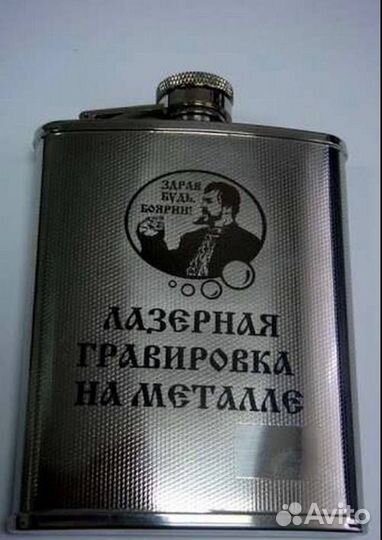 ЗДРАВ
БУДЬ,
БОЯРИН!
ЛАЗЕРНАЯ
ГРАВИРОВКА
НА МЕТАЛЛЕ
Avito